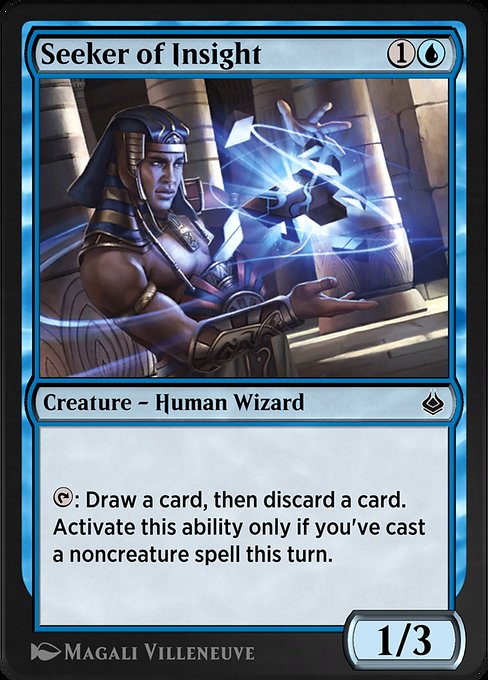 Seeker of Insight 1
Creature – Human Wizard
: Draw a card, then discard a card.
Activate this ability only if you've cast
a noncreature spell this turn.
1/3
MAGALI VILLENEUVE